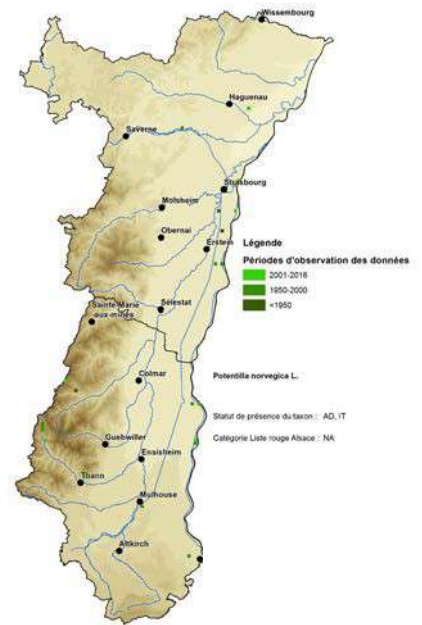 Wissembourg
Haguenau
Saverne
Strasbourg
Molsheim
Obernai
Erstein
Légende
Périodes d'observation des données
2001-2016
1950-2000
<1950
Sélestat
Sainte-Marie
aux-mines
Potentilla norvegica L.
Colmar
Statut de présence du taxon : AD, IT
Guebwiller
Catégorie Liste rouge Alsace : NA
Ensisheim
Thann
Mulhouse
Altkirch